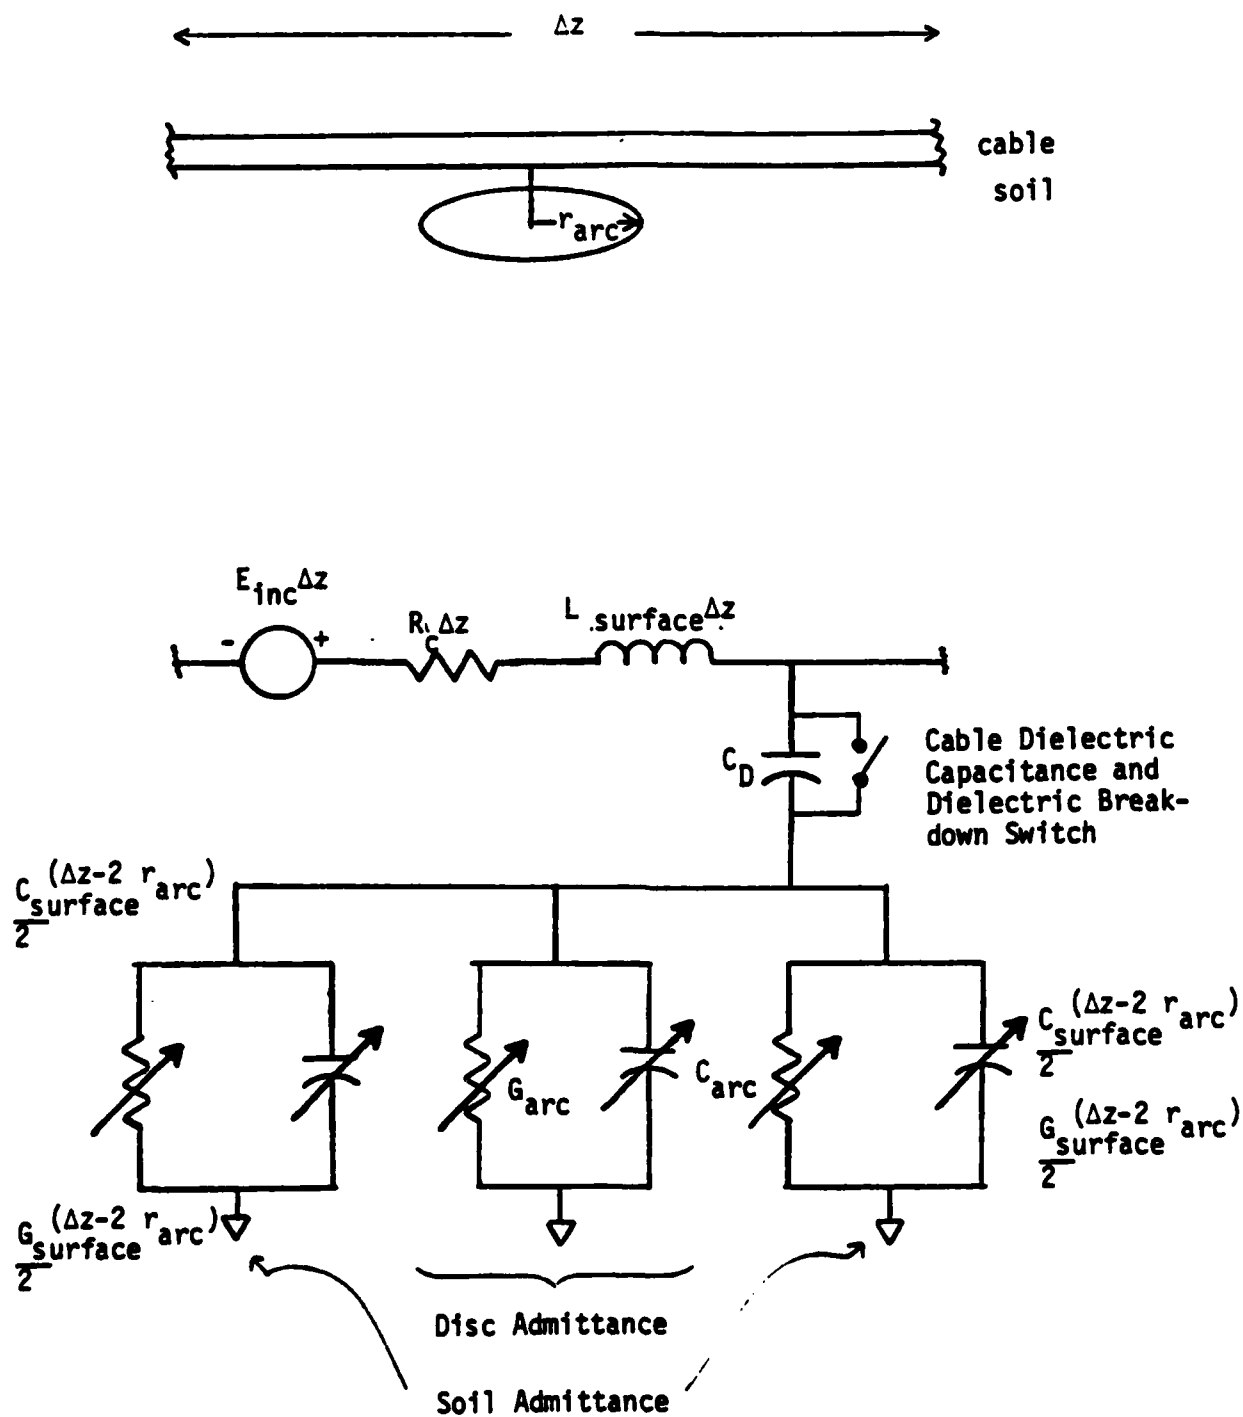 Δz
cable
soil
r_arc
E_inc Δz
- +
R_c Δz
L_surface Δz
C_D
Cable Dielectric
Capacitance and
Dielectric Break-
down Switch
C_surface/2 (Δz-2 r_arc)
G_arc
C_arc
C_surface/2 (Δz-2 r_arc)
G_surface/2 (Δz-2 r_arc)
G_surface/2 (Δz-2 r_arc)
Disc Admittance
Soil Admittance